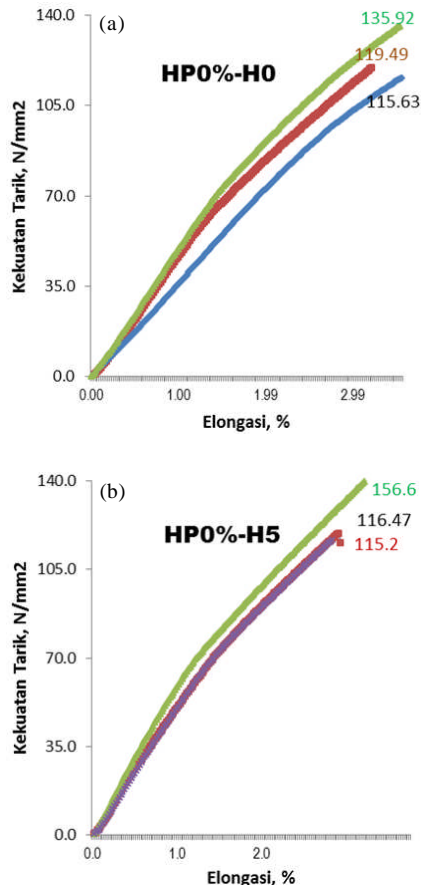 (a)
HP0%-H0
135.92
119.49
115.63
140.0
105.0
70.0
35.0
0.0
Kekuatan Tarik, N/mm2
0.00 1.00 1.99 2.99
Elongasi, %
(b)
HP0%-H5
156.6
116.47
115.2
140.0
105.0
70.0
35.0
0.0
Kekuatan Tarik, N/mm2
0.0 1.0 2.0
Elongasi, %